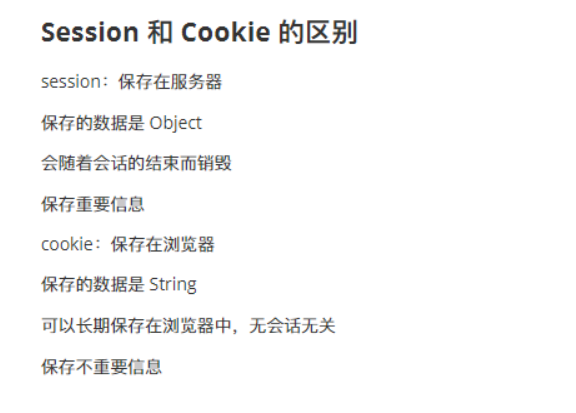 Session 和 Cookie 的区别
session：保存在服务器
保存的数据是 Object
会随着会话的结束而销毁
保存重要信息
cookie：保存在浏览器
保存的数据是 String
可以长期保存在浏览器中，无会话无关
保存不重要信息